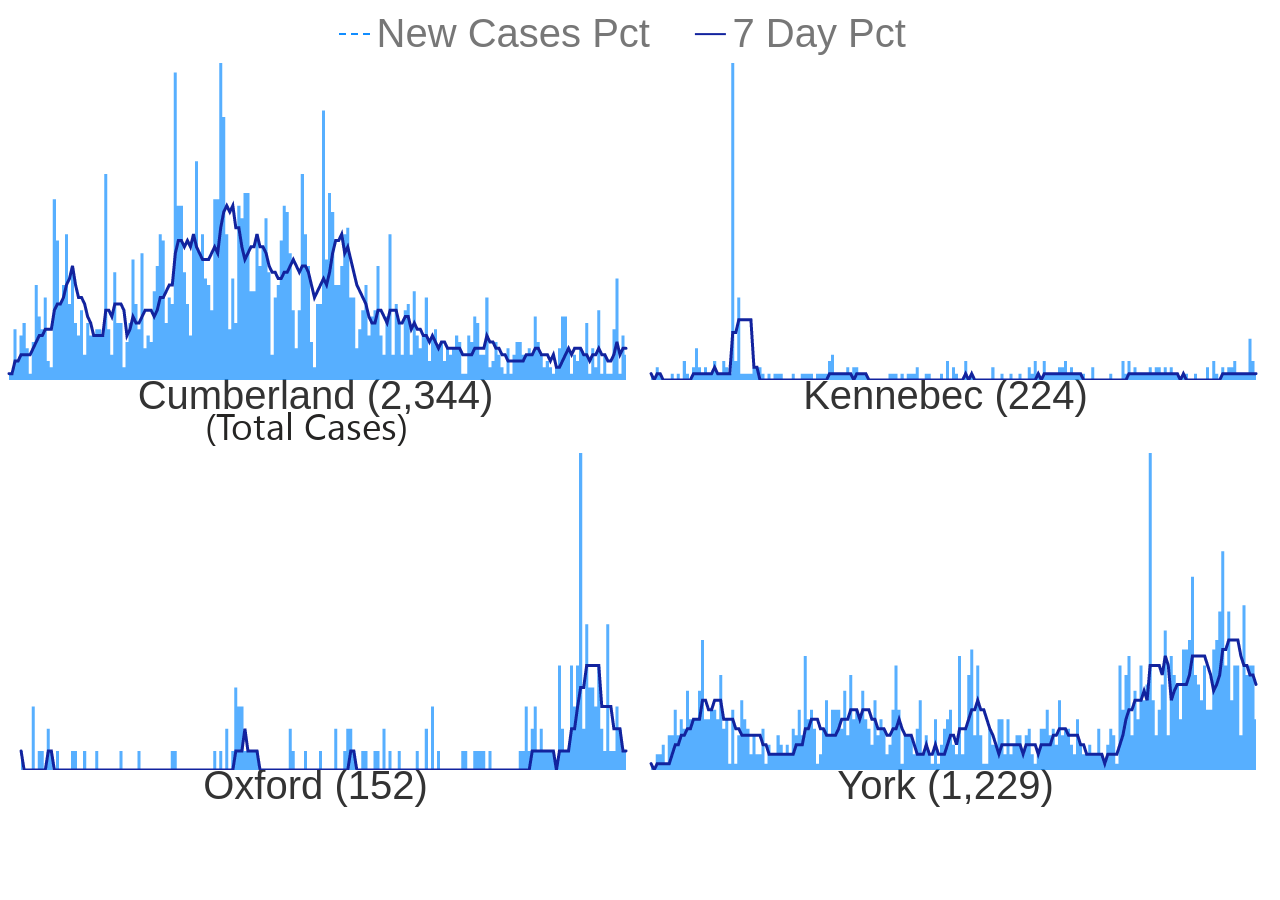 New Cases Pct 7 Day Pct
Cumberland (2,344) Kennebec (224)
(Total Cases)
Oxford (152) York (1,229)